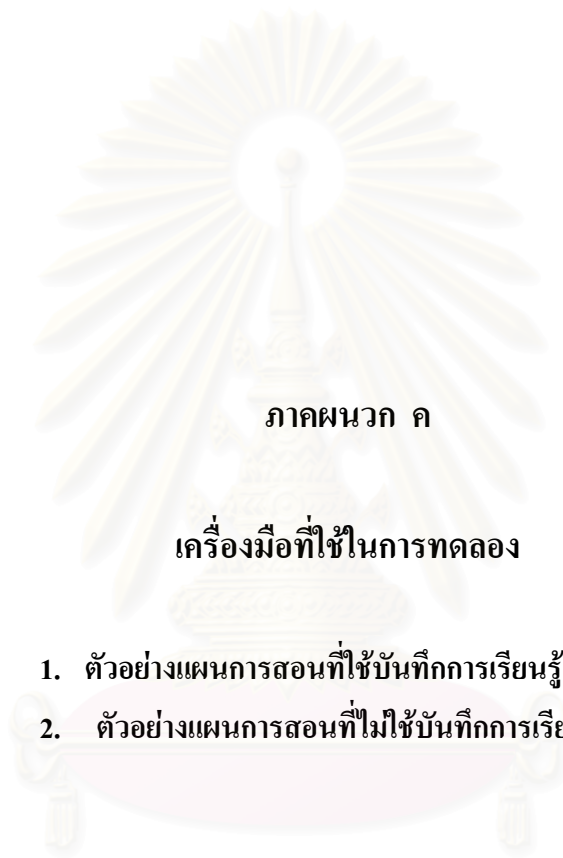 ภาคผนวก ค
เครื่องมือที่ใช้ในการทดลอง
1. ตัวอย่างแผนการสอนที่ใช้บันทึกการเรียนรู้
2. ตัวอย่างแผนการสอนที่ไม่ใช้บันทึกการเรี